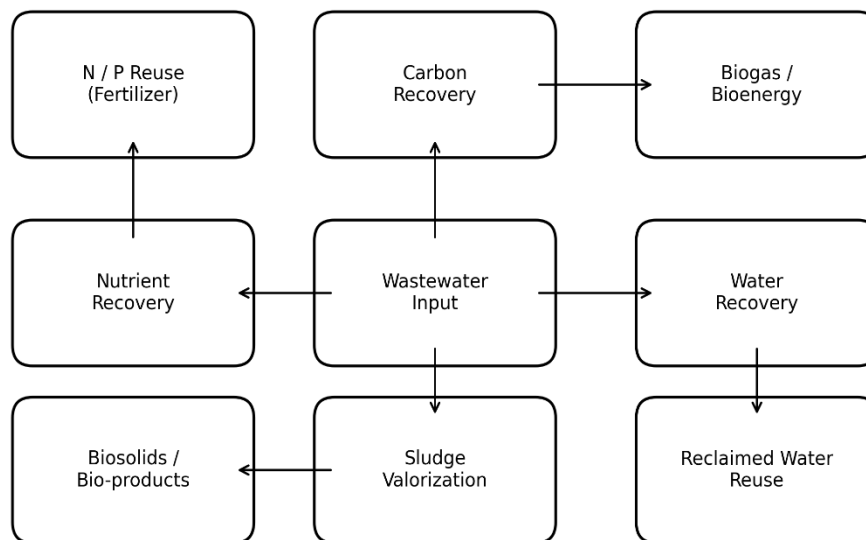 N / P Reuse
(Fertilizer)
Carbon
Recovery
Biogas /
Bioenergy
Nutrient
Recovery
Wastewater
Input
Water
Recovery
Biosolids /
Bio-products
Sludge
Valorization
Reclaimed Water
Reuse